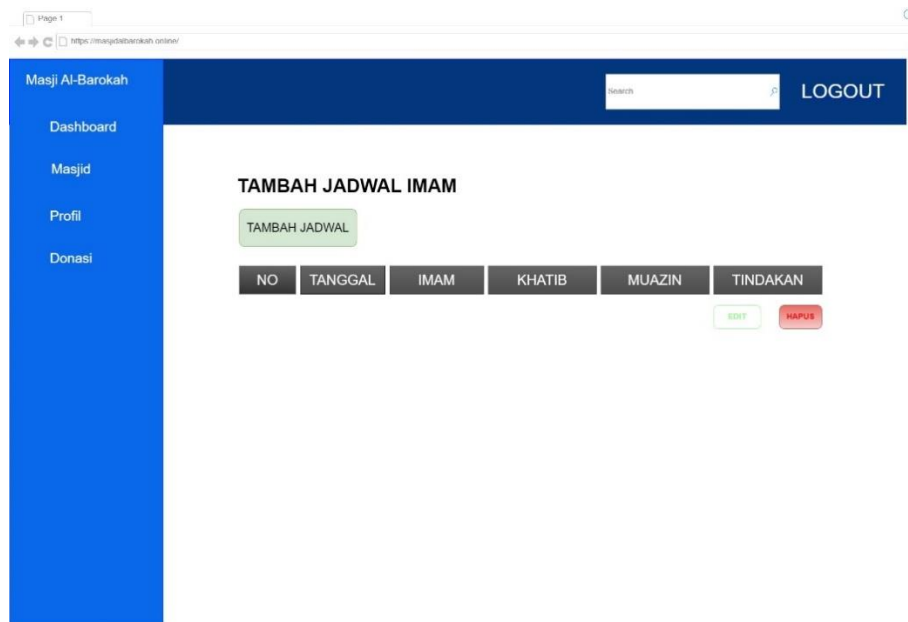 Page 1
https://masjidalbarokah.online/
Masji Al-Barokah
Search
LOGOUT
Dashboard
Masjid
Profil
Donasi
TAMBAH JADWAL IMAM
TAMBAH JADWAL
NO TANGGAL IMAM KHATIB MUAZIN TINDAKAN
EDIT HAPUS